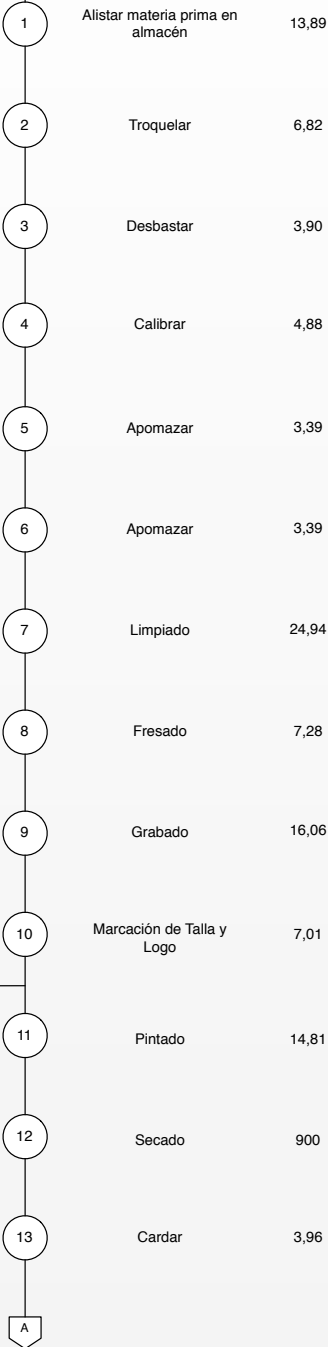 1 Alistar materia prima en 13,89
almacén
2 Troquelar 6,82
3 Desbastar 3,90
4 Calibrar 4,88
5 Apomazar 3,39
6 Apomazar 3,39
7 Limpiado 24,94
8 Fresado 7,28
9 Grabado 16,06
10 Marcación de Talla y 7,01
Logo
11 Pintado 14,81
12 Secado 900
13 Cardar 3,96
A